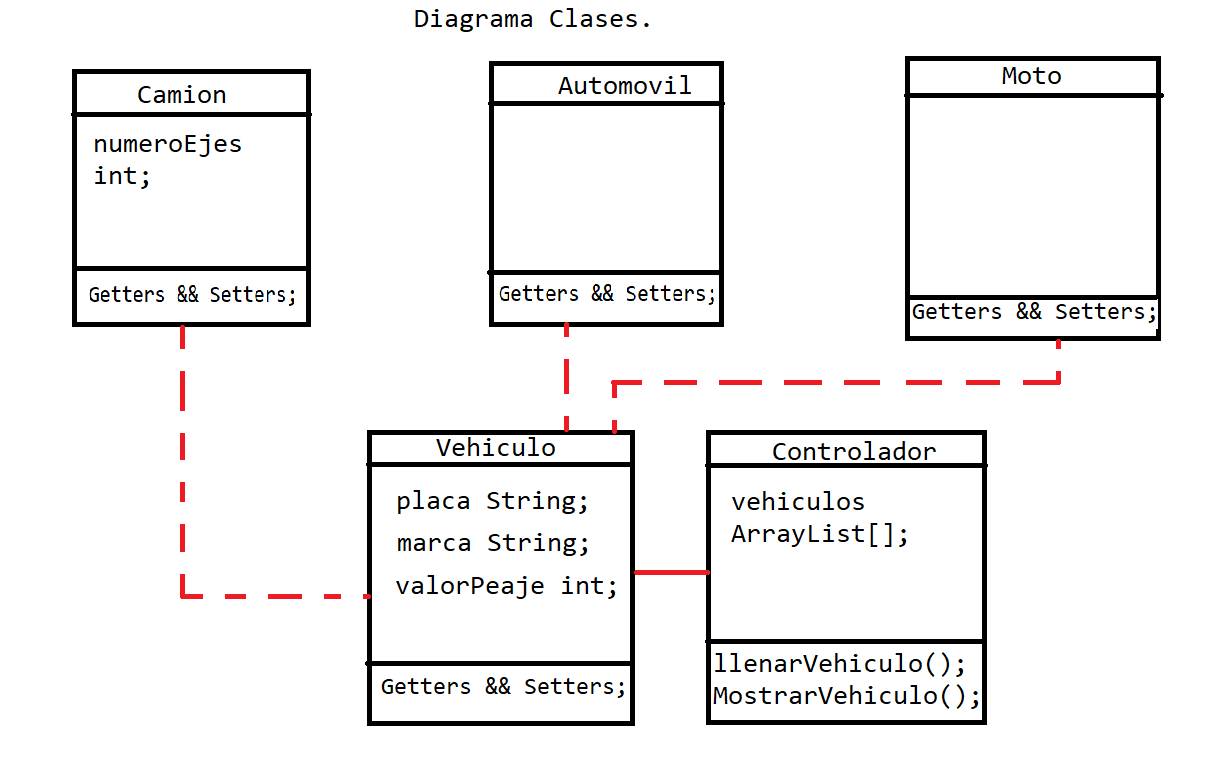 Diagrama Clases.
Camion
numeroEjes
int;
Getters && Setters;
Automovil
Getters && Setters;
Moto
Getters && Setters;
Vehiculo
placa String;
marca String;
valorPeaje int;
Getters && Setters;
Controlador
vehiculos
ArrayList[];
llenarVehiculo();
MostrarVehiculo();